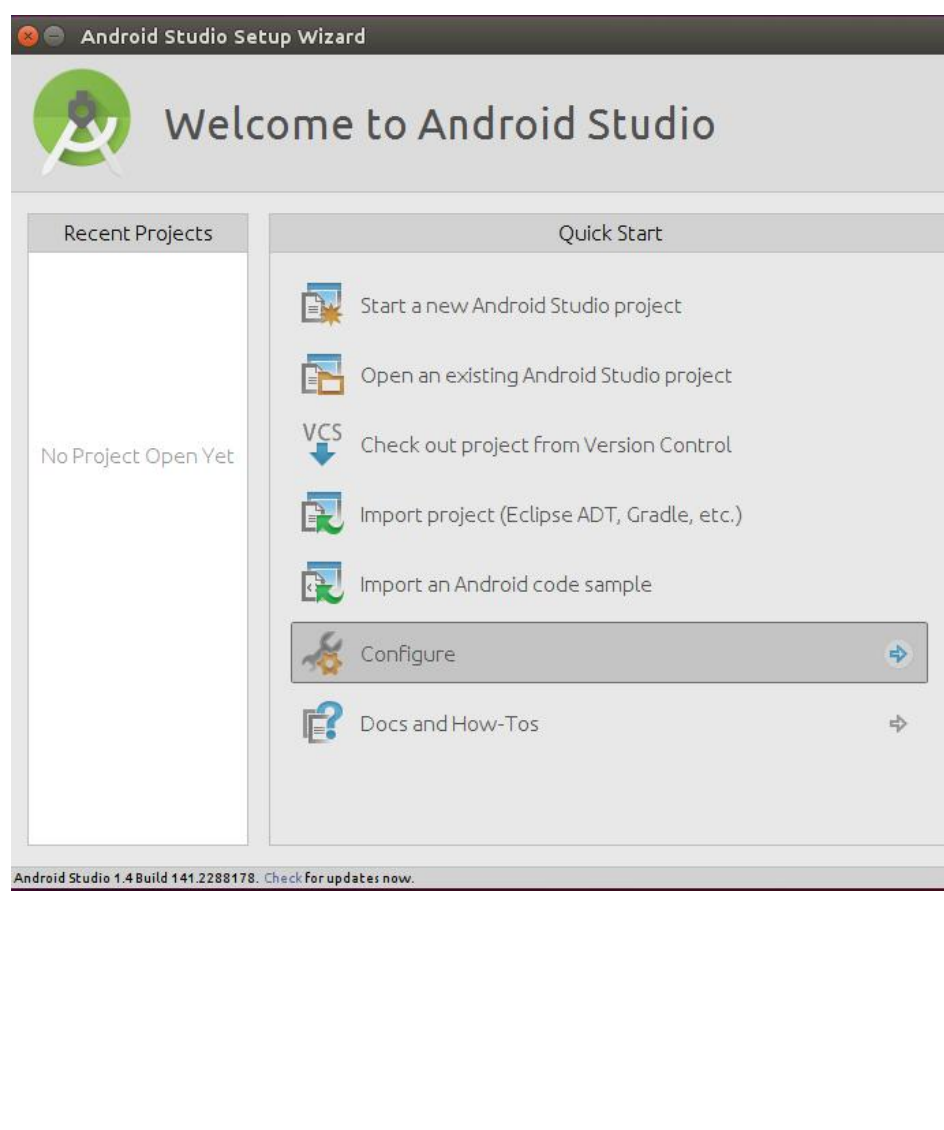 Android Studio Setup Wizard
Welcome to Android Studio
Recent Projects
No Project Open Yet
Quick Start
Start a new Android Studio project
Open an existing Android Studio project
VCS
Check out project from Version Control
Import project (Eclipse ADT, Gradle, etc.)
Import an Android code sample
Configure
Docs and How-Tos
Android Studio 1.4 Build 141.2288178. Check for updates now.